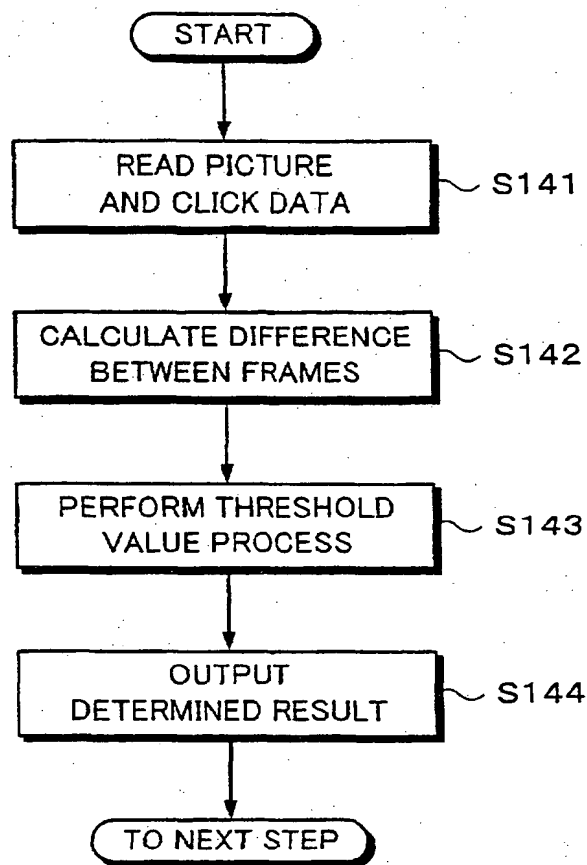 START
READ PICTURE
AND CLICK DATA
S141
CALCULATE DIFFERENCE
BETWEEN FRAMES
S142
PERFORM THRESHOLD
VALUE PROCESS
S143
OUTPUT
DETERMINED RESULT
S144
TO NEXT STEP